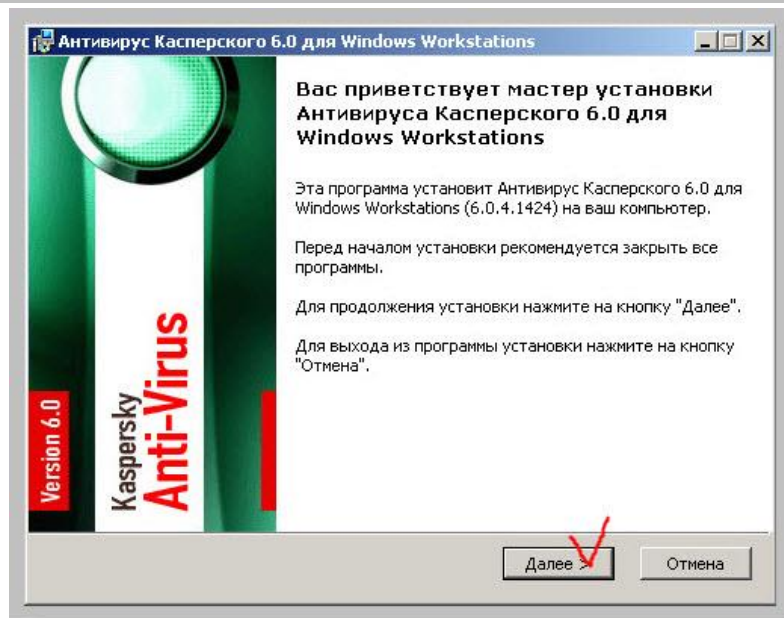 Антивирус Касперского 6.0 для Windows Workstations
Вас приветствует мастер установки
Антивируса Касперского 6.0 для
Windows Workstations
Эта программа установит Антивирус Касперского 6.0 для
Windows Workstations (6.0.4.1424) на ваш компьютер.
Перед началом установки рекомендуется закрыть все
программы.
Для продолжения установки нажмите на кнопку "Далее".
Для выхода из программы установки нажмите на кнопку
"Отмена".
Version 6.0
Kaspersky
Anti-Virus
Далее >
Отмена